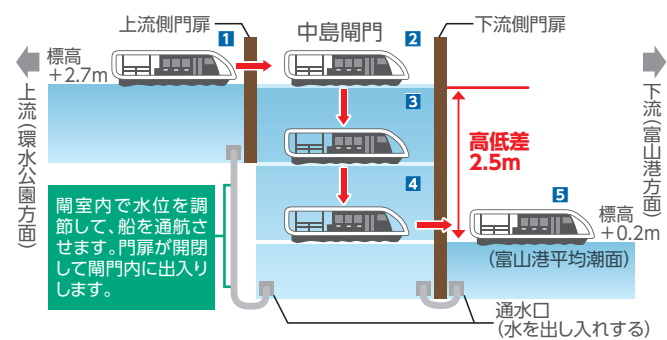 上流側門扉
中島閘門
下流側門扉
1
2
標高
+2.7m
上流（環水公園方面）
3
下流（富山港方面）
高低差
2.5m
4
5
標高
+0.2m
(富山港平均潮面)
閘室内で水位を調
節して、船を通航さ
せます。門扉が開閉
して閘門内に出入り
します。
通水口
(水を出し入れする)